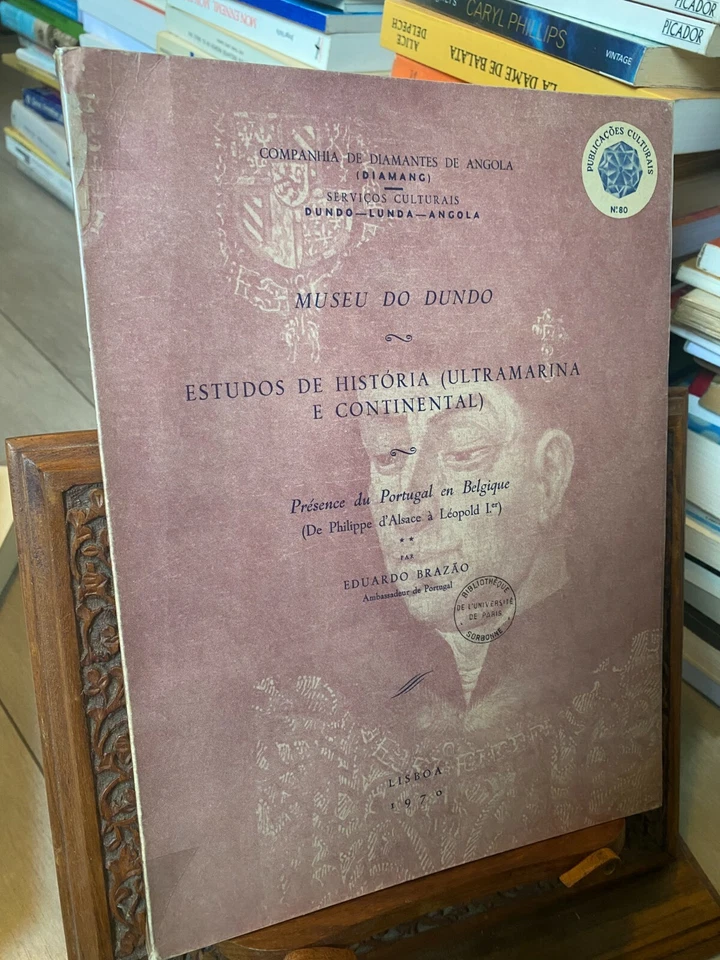 COMPANHIA DE DIAMANTES DE ANGOLA
(DIAMANG)
SERVIÇOS CULTURAIS
DUNDO—LUNDA—ANGOLA
PUBLICAÇÕES CULTURAIS
N.º 80
MUSEU DO DUNDO
ESTUDOS DE HISTÓRIA (ULTRAMARINA
E CONTINENTAL)
Présence du Portugal en Belgique
(De Philippe d'Alsace à Léopold I.er)
* *
PAR
EDUARDO BRAZÃO
Ambassadeur de Portugal
BIBLIOTHÈQUE
DE L'UNIVERSITÉ
DE PARIS
SORBONNE
LISBOA
1970
CARYL PHILLIPS
VINTAGE
PICADOR
PICADOR
ALICE
DELPECH
LA DAME DE BALATA